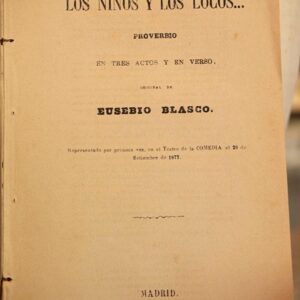 LOS NIÑOS Y LOS LOCOS...
PROVERBIO
EN TRES ACTOS Y EN VERSO,
ORIGINAL DE
EUSEBIO BLASCO.
Representado por primera vez, en el Teatro de la COMEDIA el 26 de
Setiembre de 1877.
MADRID.